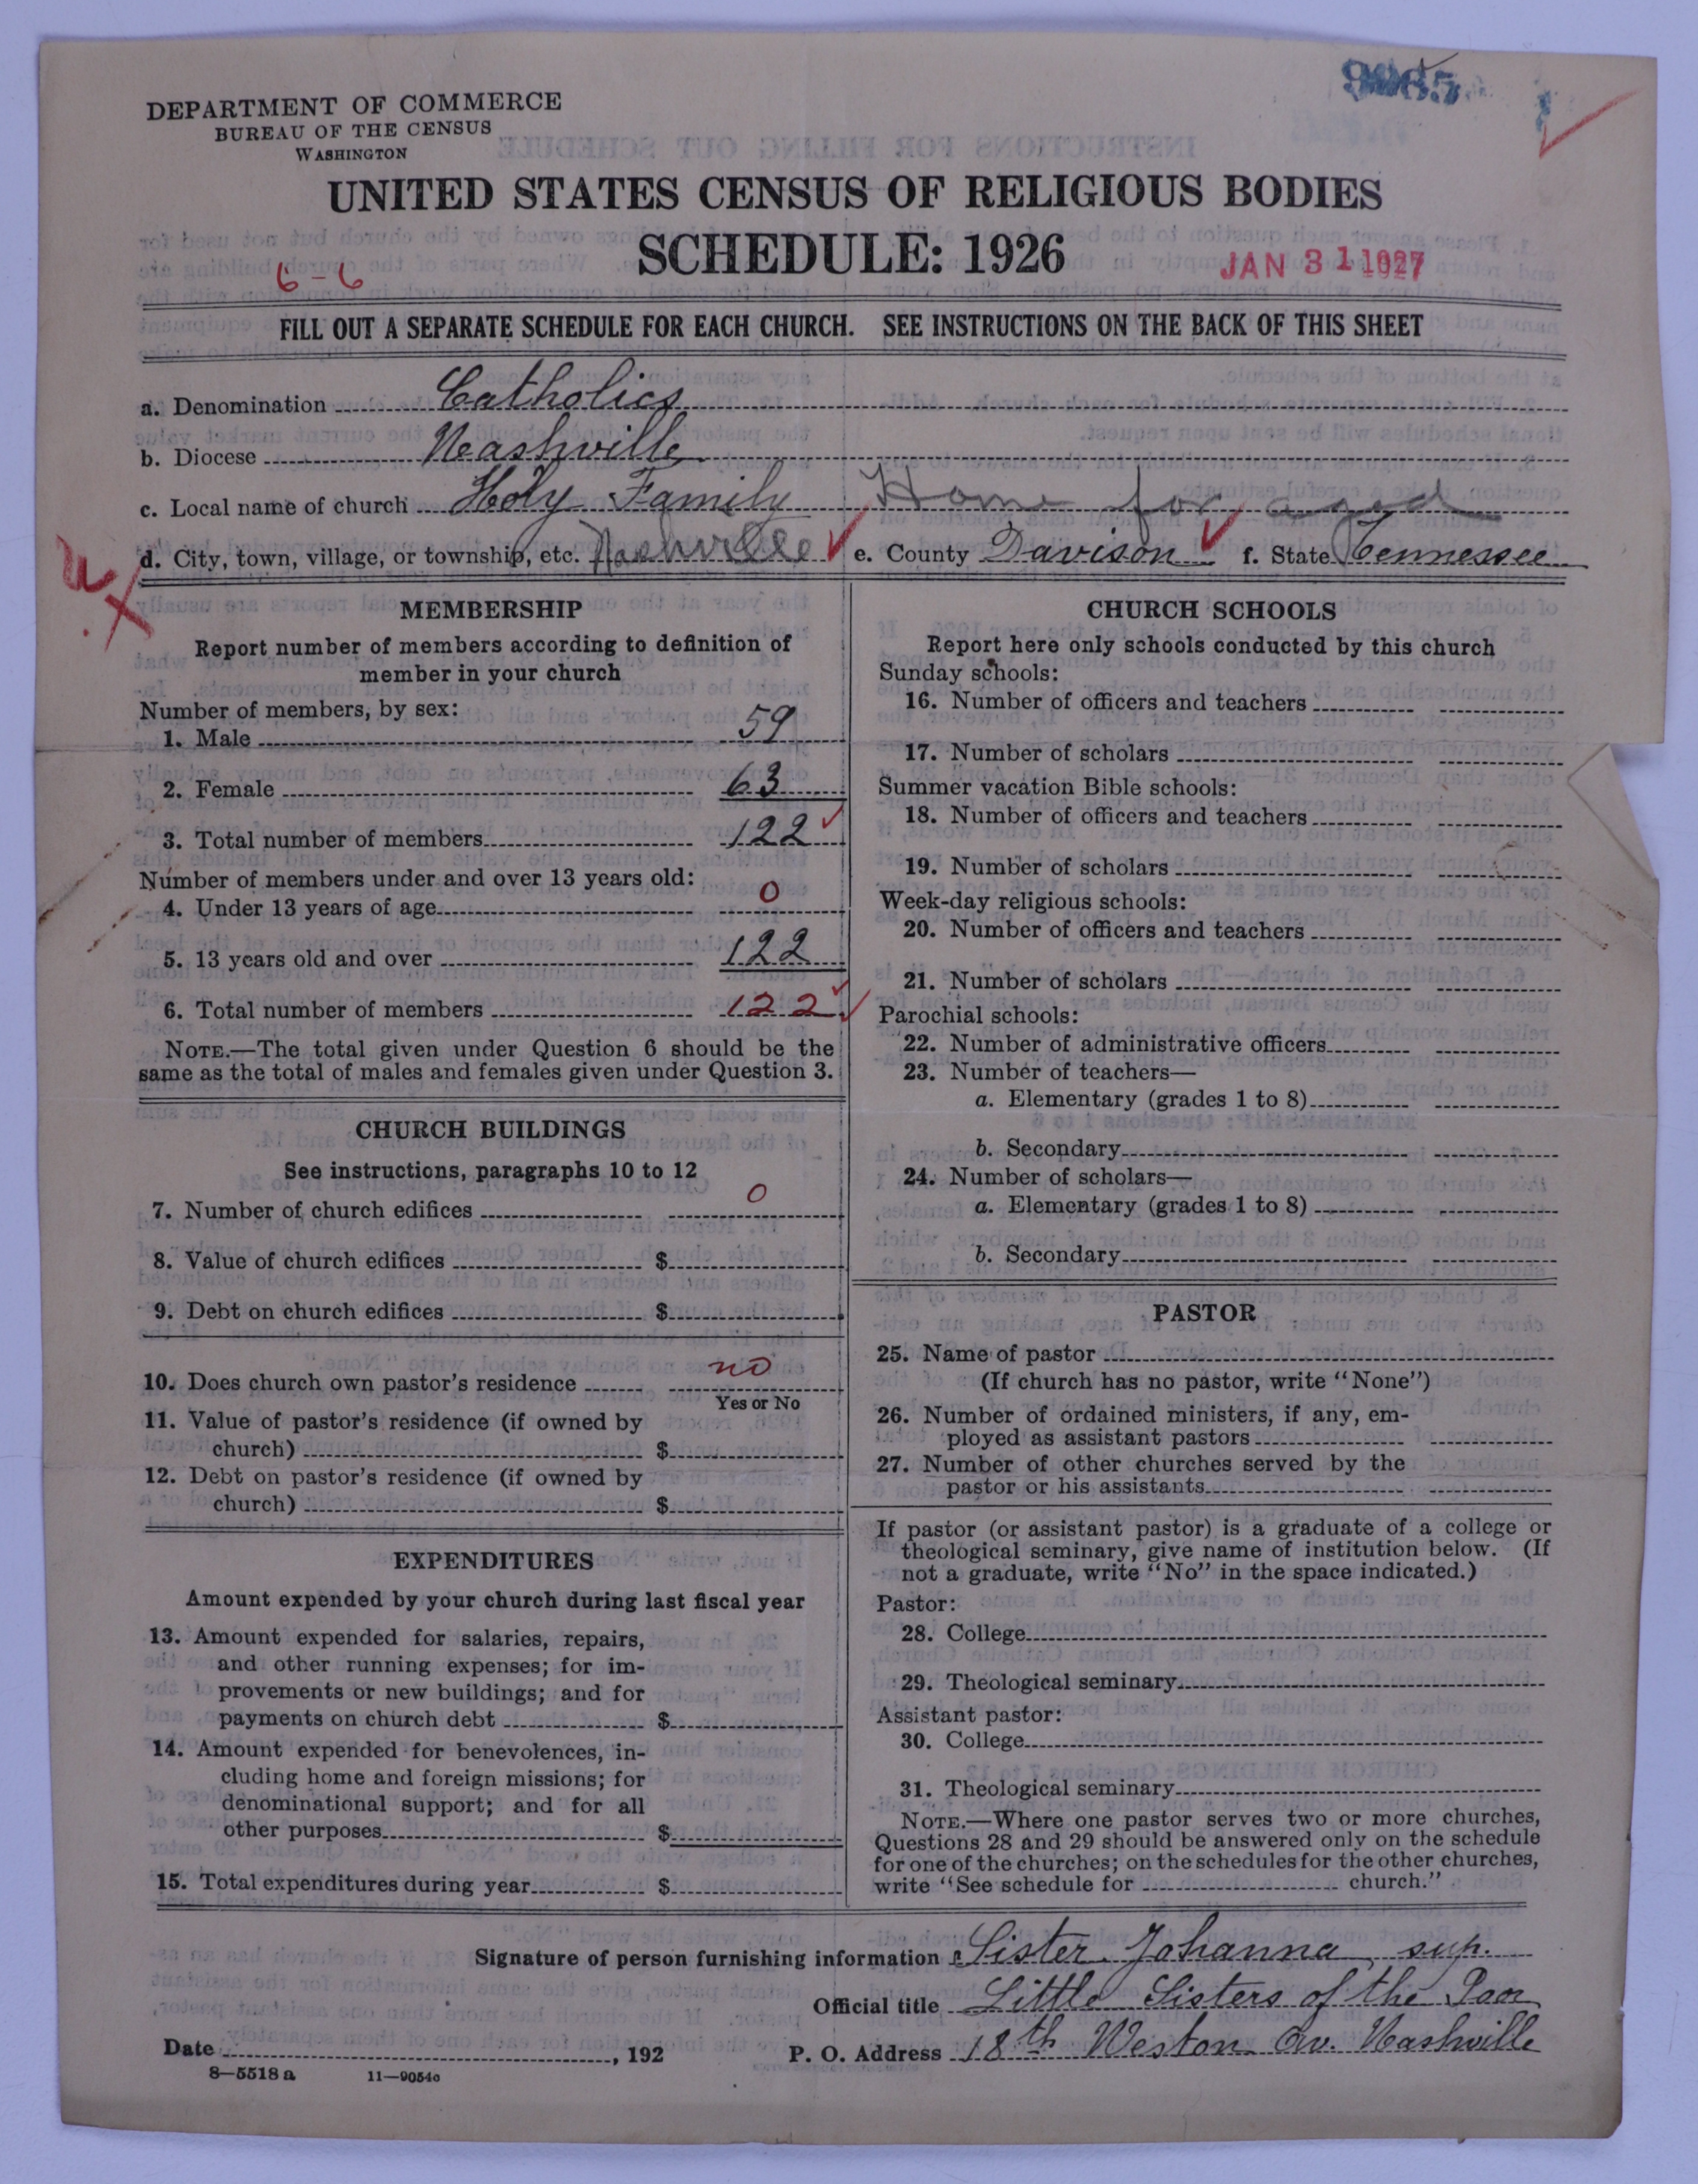 DEPARTMENT OF COMMERCE
BUREAU OF THE CENSUS
WASHINGTON
UNITED STATES CENSUS OF RELIGIOUS BODIES
SCHEDULE: 1926
6-6
JAN 31 1927
FILL OUT A SEPARATE SCHEDULE FOR EACH CHURCH. SEE INSTRUCTIONS ON THE BACK OF THIS SHEET
a. Denomination Catholics
b. Diocese Nashville
c. Local name of church Holy Family Home for aged
d. City, town, village, or township, etc. Nashville e. County Davison f. State Tennessee
MEMBERSHIP
Report number of members according to definition of
member in your church
Number of members, by sex:
1. Male 59
2. Female 63
3. Total number of members 122
Number of members under and over 13 years old:
4. Under 13 years of age 0
5. 13 years old and over 122
6. Total number of members 122
NOTE.—The total given under Question 6 should be the
same as the total of males and females given under Question 3.
CHURCH BUILDINGS
See instructions, paragraphs 10 to 12
7. Number of church edifices 0
8. Value of church edifices $
9. Debt on church edifices $
10. Does church own pastor's residence no
Yes or No
11. Value of pastor's residence (if owned by
church) $
12. Debt on pastor's residence (if owned by
church) $
EXPENDITURES
Amount expended by your church during last fiscal year
13. Amount expended for salaries, repairs,
and other running expenses; for im-
provements or new buildings; and for
payments on church debt $
14. Amount expended for benevolences, in-
cluding home and foreign missions; for
denominational support; and for all
other purposes $
15. Total expenditures during year $
CHURCH SCHOOLS
Report here only schools conducted by this church
Sunday schools:
16. Number of officers and teachers
17. Number of scholars
Summer vacation Bible schools:
18. Number of officers and teachers
19. Number of scholars
Week-day religious schools:
20. Number of officers and teachers
21. Number of scholars
Parochial schools:
22. Number of administrative officers
23. Number of teachers—
a. Elementary (grades 1 to 8)
b. Secondary
24. Number of scholars—
a. Elementary (grades 1 to 8)
b. Secondary
PASTOR
25. Name of pastor
(If church has no pastor, write "None")
26. Number of ordained ministers, if any, em-
ployed as assistant pastors
27. Number of other churches served by the
pastor or his assistants
If pastor (or assistant pastor) is a graduate of a college or
theological seminary, give name of institution below. (If
not a graduate, write "No" in the space indicated.)
Pastor:
28. College
29. Theological seminary
Assistant pastor:
30. College
31. Theological seminary
NOTE.—Where one pastor serves two or more churches,
Questions 28 and 29 should be answered only on the schedule
for one of the churches; on the schedules for the other churches,
write "See schedule for church."
Signature of person furnishing information Sister Johanna sup.
Official title Little Sisters of the Poor
Date , 192 P. O. Address 18th Weston Av. Nashville
8—5518 a 11—9054c